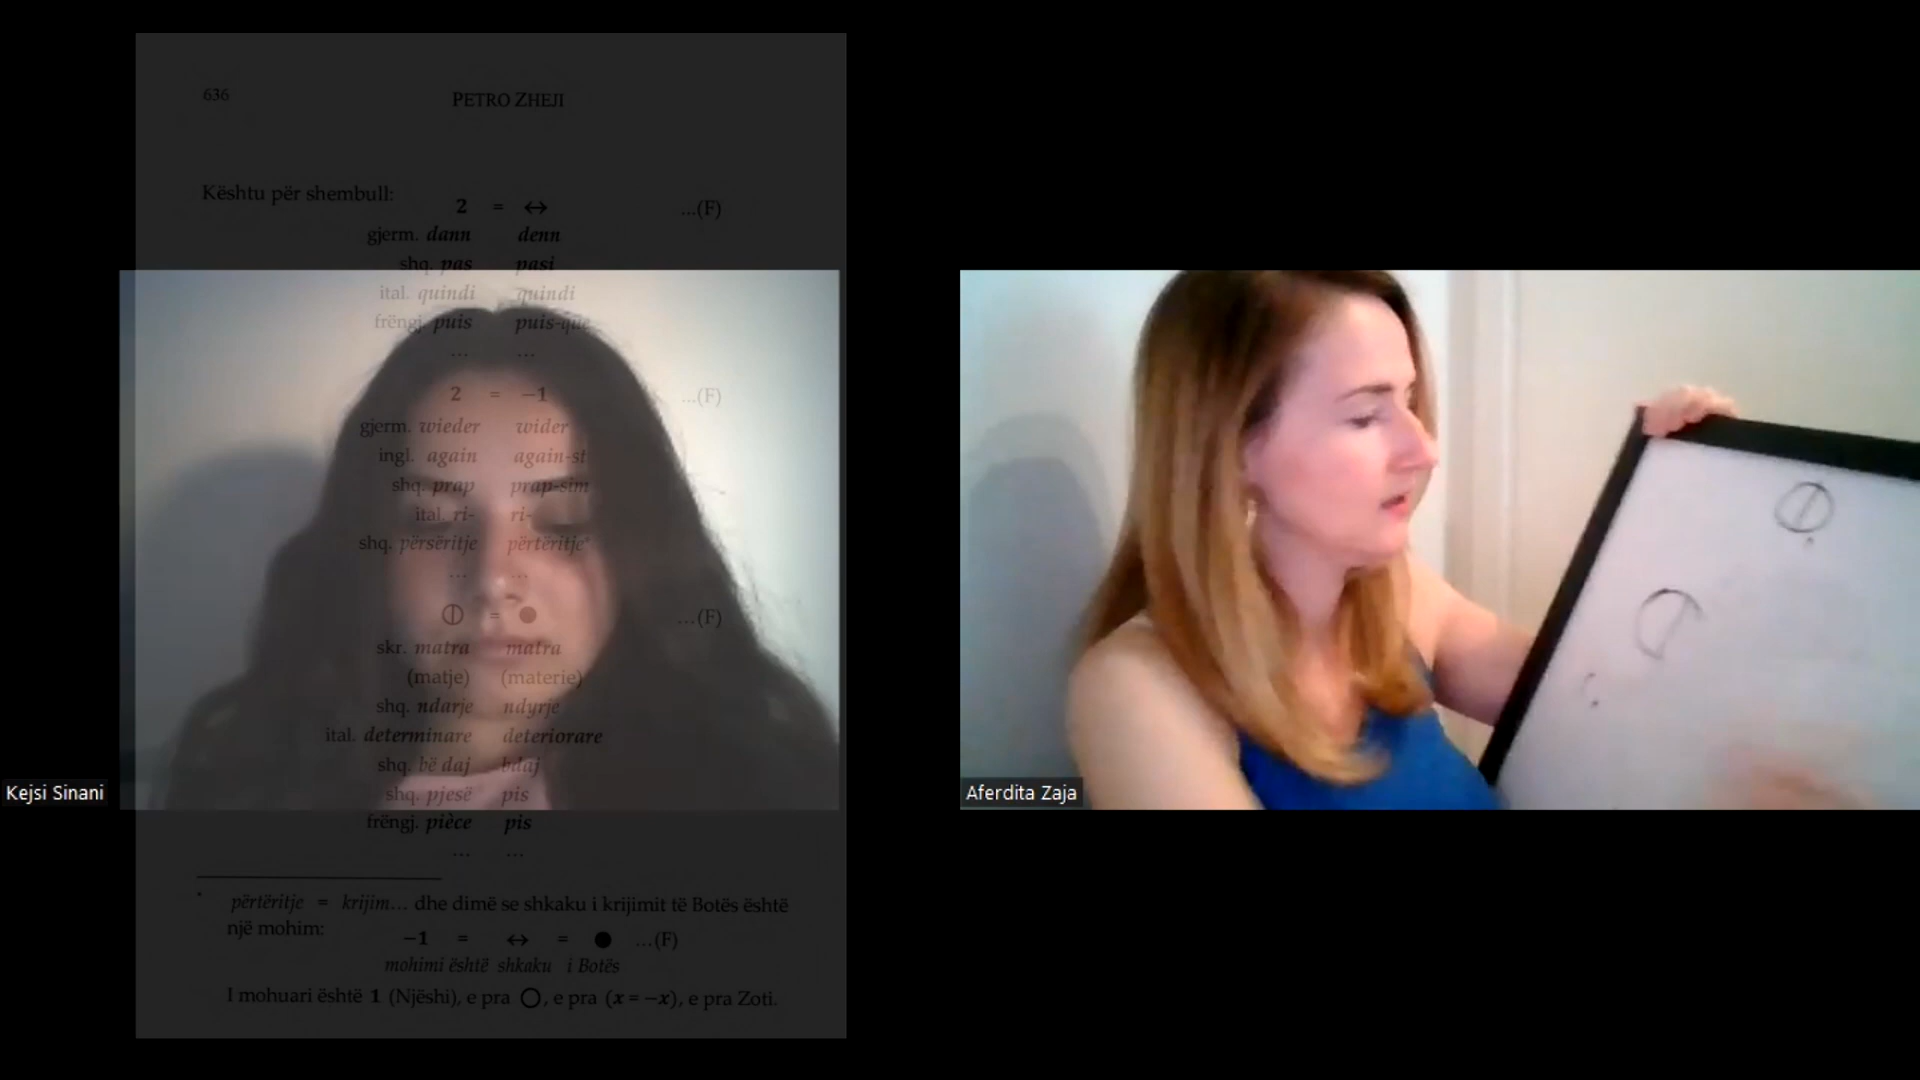 636
PETRO ZHEJI
Kështu për shembull:
2 = ↔ ...(F)
gjerm. dann denn
shq. pas pasi
ital. quindi quindi
frëngj. puis puis-que
... ...
2 = −1 ...(F)
gjerm. wieder wider
ingl. again again-st
shq. prap prap-sim
ital. ri- ri-
shq. përsëritje përtëritje*
... ...
⦶ = ● ...(F)
skr. matra matra
(matje) (materie)
shq. ndarje ndyrje
ital. determinare deteriorare
shq. bë daj bdaj
shq. pjesë pis
frëngj. pièce pis
... ...
* përtëritje = krijim... dhe dimë se shkaku i krijimit të Botës është
një mohim:
−1 = ↔ = ● ...(F)
mohimi është shkaku i Botës
I mohuari është 1 (Njëshi), e pra ○, e pra (x = −x), e pra Zoti.
Kejsi Sinani
Aferdita Zaja